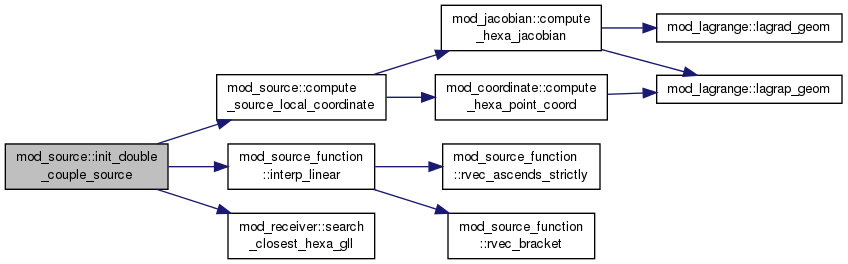 mod_source::init_double
_couple_source
mod_source::compute
_source_local_coordinate
mod_jacobian::compute
_hexa_jacobian
mod_lagrange::lagrad_geom
mod_lagrange::lagrap_geom
mod_coordinate::compute
_hexa_point_coord
mod_source_function
::interp_linear
mod_source_function
::rvec_ascends_strictly
mod_source_function
::rvec_bracket
mod_receiver::search
_closest_hexa_gll